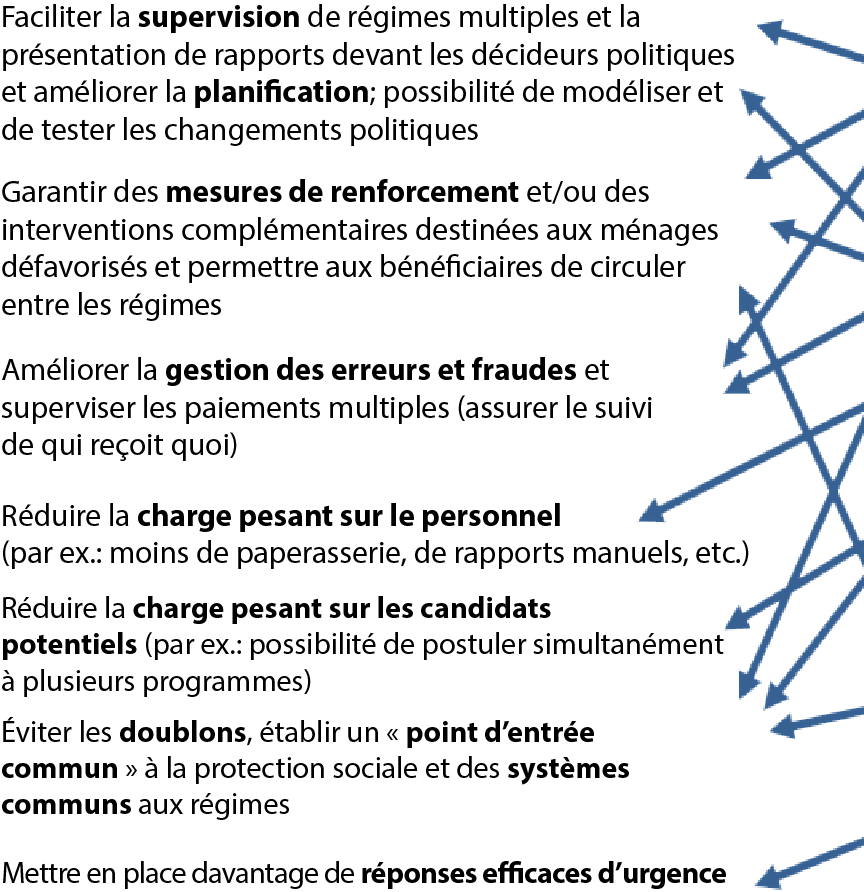 Faciliter la supervision de régimes multiples et la
présentation de rapports devant les décideurs politiques
et améliorer la planification; possibilité de modéliser et
de tester les changements politiques
Garantir des mesures de renforcement et/ou des
interventions complémentaires destinées aux ménages
défavorisés et permettre aux bénéficiaires de circuler
entre les régimes
Améliorer la gestion des erreurs et fraudes et
superviser les paiements multiples (assurer le suivi
de qui reçoit quoi)
Réduire la charge pesant sur le personnel
(par ex.: moins de paperasserie, de rapports manuels, etc.)
Réduire la charge pesant sur les candidats
potentiels (par ex.: possibilité de postuler simultanément
à plusieurs programmes)
Éviter les doublons, établir un « point d’entrée
commun » à la protection sociale et des systèmes
communs aux régimes
Mettre en place davantage de réponses efficaces d’urgence